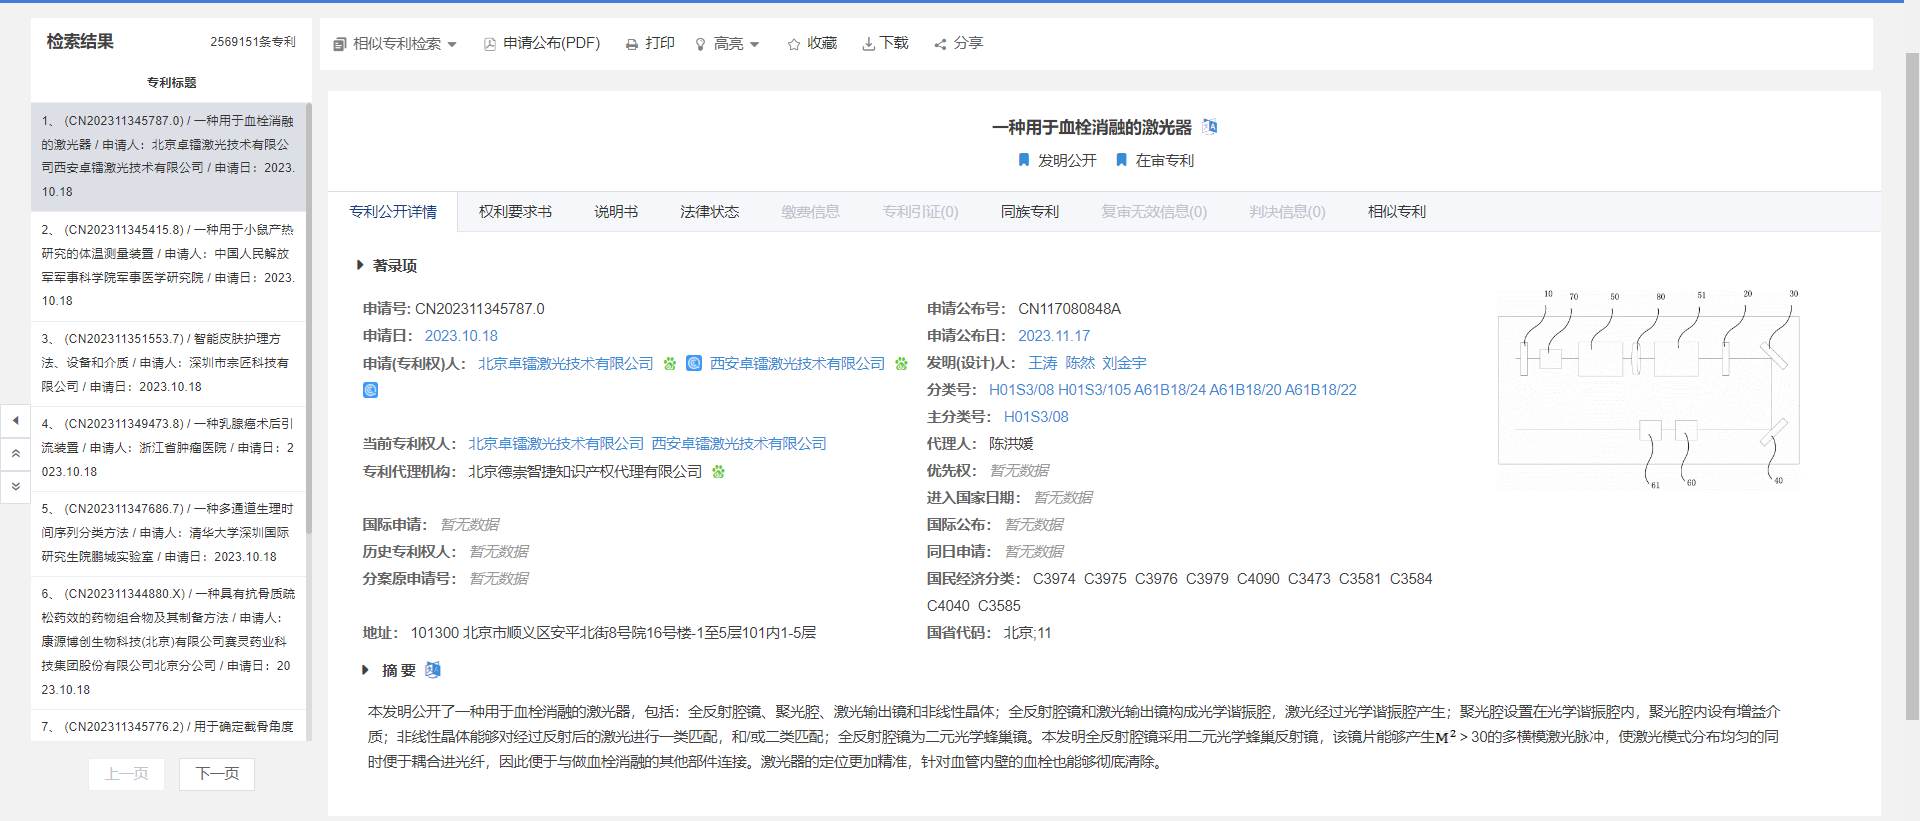 检索结果
2569151条专利
专利标题
1、 (CN202311345787.0) / 一种用于血栓消融
的激光器 / 申请人：北京卓镭激光技术有限公
司西安卓镭激光技术有限公司 / 申请日：2023.
10.18
2、 (CN202311345415.8) / 一种用于小鼠产热
研究的体温测量装置 / 申请人：中国人民解放
军军事科学院军事医学研究院 / 申请日：2023.
10.18
3、 (CN202311351553.7) / 智能皮肤护理方
法、设备和介质 / 申请人：深圳市宗匠科技有
限公司 / 申请日：2023.10.18
4、 (CN202311349473.8) / 一种乳腺癌术后引
流装置 / 申请人：浙江省肿瘤医院 / 申请日：2
023.10.18
5、 (CN202311347686.7) / 一种多通道生理时
间序列分类方法 / 申请人：清华大学深圳国际
研究生院鹏城实验室 / 申请日：2023.10.18
6、 (CN202311344880.X) / 一种具有抗骨质疏
松药效的药物组合物及其制备方法 / 申请人：
康源博创生物科技(北京)有限公司赛灵药业科
技集团股份有限公司北京分公司 / 申请日：20
23.10.18
7、 (CN202311345776.2) / 用于确定截骨角度
上一页 下一页
相似专利检索 申请公布(PDF) 打印 高亮 收藏 下载 分享
一种用于血栓消融的激光器
发明公开 在审专利
专利公开详情 权利要求书 说明书 法律状态 缴费信息 专利引证(0) 同族专利 复审无效信息(0) 判决信息(0) 相似专利
著录项
申请号: CN202311345787.0 申请公布号： CN117080848A
申请日： 2023.10.18 申请公布日： 2023.11.17
申请(专利权)人： 北京卓镭激光技术有限公司 西安卓镭激光技术有限公司 发明(设计)人： 王涛 陈然 刘金宇
分类号： H01S3/08 H01S3/105 A61B18/24 A61B18/20 A61B18/22
主分类号： H01S3/08
当前专利权人： 北京卓镭激光技术有限公司 西安卓镭激光技术有限公司 代理人： 陈洪媛
专利代理机构： 北京德崇智捷知识产权代理有限公司 优先权： 暂无数据
进入国家日期： 暂无数据
国际申请： 暂无数据 国际公布： 暂无数据
历史专利权人： 暂无数据 同日申请： 暂无数据
分案原申请号： 暂无数据 国民经济分类： C3974 C3975 C3976 C3979 C4090 C3473 C3581 C3584
C4040 C3585
地址： 101300 北京市顺义区安平北街8号院16号楼-1至5层101内1-5层 国省代码： 北京;11
10 70 50 80 51 20 30
61 60 40
摘 要
本发明公开了一种用于血栓消融的激光器，包括：全反射腔镜、聚光腔、激光输出镜和非线性晶体；全反射腔镜和激光输出镜构成光学谐振腔，激光经过光学谐振腔产生；聚光腔设置在光学谐振腔内，聚光腔内设有增益介
质；非线性晶体能够对经过反射后的激光进行一类匹配，和/或二类匹配；全反射腔镜为二元光学蜂巢镜。本发明全反射腔镜采用二元光学蜂巢反射镜，该镜片能够产生M²＞30的多横模激光脉冲，使激光模式分布均匀的同
时便于耦合进光纤，因此便于与做血栓消融的其他部件连接。激光器的定位更加精准，针对血管内壁的血栓也能够彻底清除。